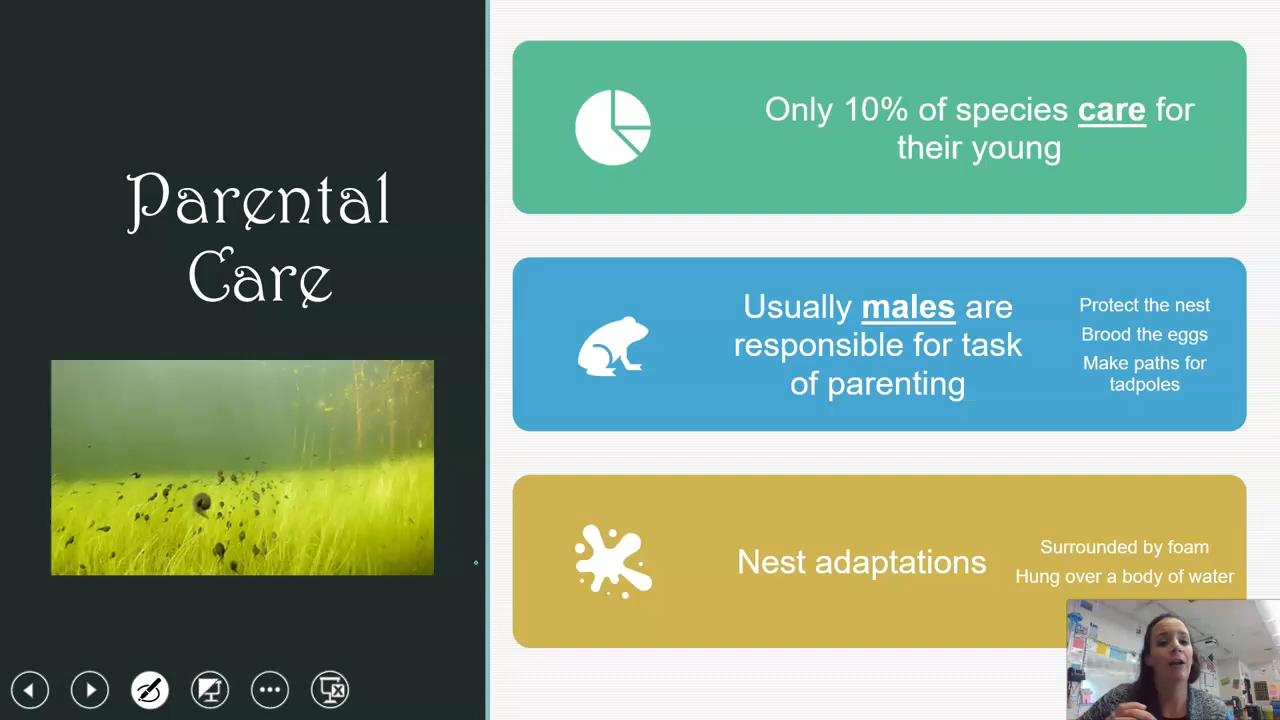 Parental
Care
Only 10% of species care for
their young
Usually males are
responsible for task
of parenting
Protect the nest
Brood the eggs
Make paths for
tadpoles
Nest adaptations
Surrounded by foam
Hung over a body of water